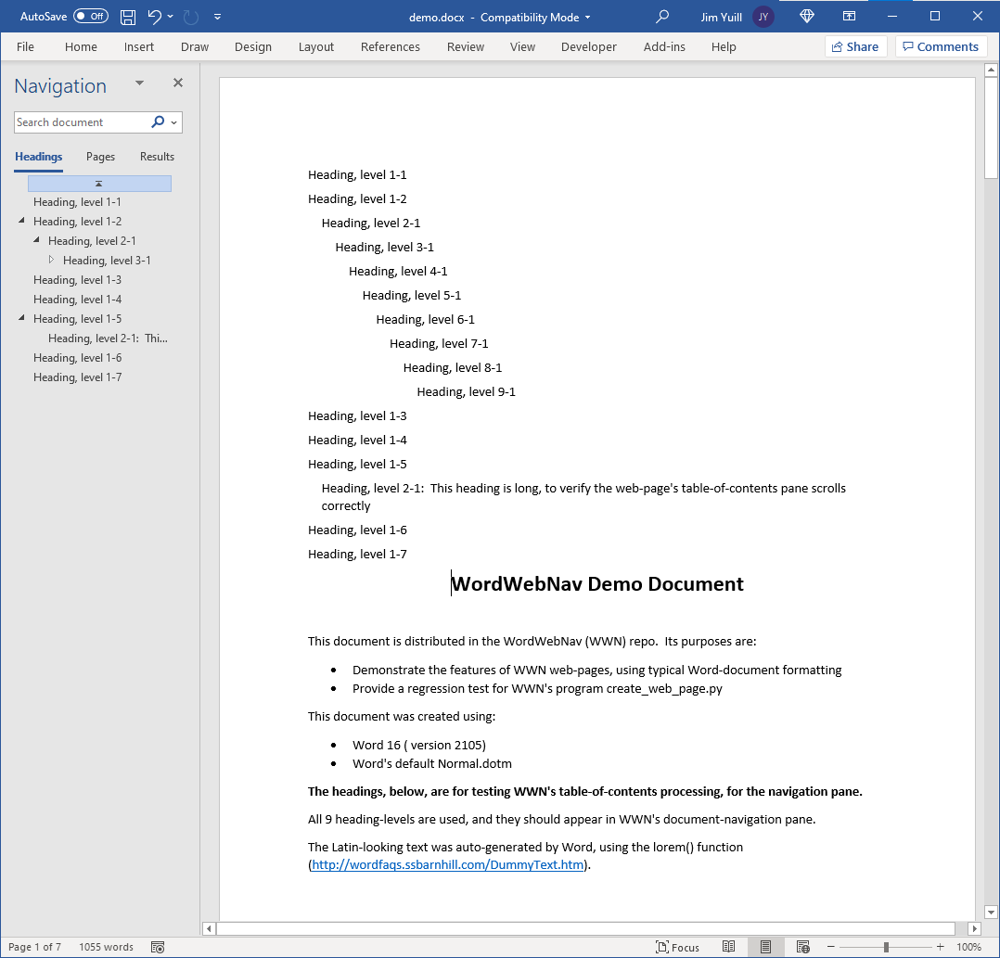 AutoSave Off demo.docx - Compatibility Mode Jim Yuill JY
File Home Insert Draw Design Layout References Review View Developer Add-ins Help Share Comments
Navigation
Search document
Headings Pages Results
Heading, level 1-1
Heading, level 1-2
Heading, level 2-1
Heading, level 3-1
Heading, level 1-3
Heading, level 1-4
Heading, level 1-5
Heading, level 2-1:  Thi...
Heading, level 1-6
Heading, level 1-7
Heading, level 1-1
Heading, level 1-2
Heading, level 2-1
Heading, level 3-1
Heading, level 4-1
Heading, level 5-1
Heading, level 6-1
Heading, level 7-1
Heading, level 8-1
Heading, level 9-1
Heading, level 1-3
Heading, level 1-4
Heading, level 1-5
Heading, level 2-1:  This heading is long, to verify the web-page's table-of-contents pane scrolls
correctly
Heading, level 1-6
Heading, level 1-7
WordWebNav Demo Document
This document is distributed in the WordWebNav (WWN) repo.  Its purposes are:
• Demonstrate the features of WWN web-pages, using typical Word-document formatting
• Provide a regression test for WWN's program create_web_page.py
This document was created using:
• Word 16 ( version 2105)
• Word's default Normal.dotm
The headings, below, are for testing WWN's table-of-contents processing, for the navigation pane.
All 9 heading-levels are used, and they should appear in WWN's document-navigation pane.
The Latin-looking text was auto-generated by Word, using the lorem() function
(http://wordfaqs.ssbarnhill.com/DummyText.htm).
Page 1 of 7 1055 words Focus 100%